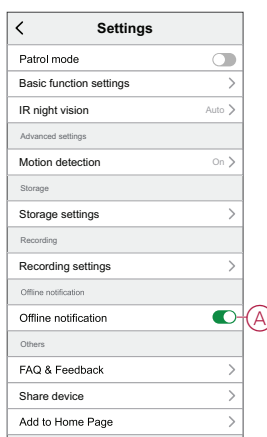 Settings
Patrol mode
Basic function settings
IR night vision Auto
Advanced settings
Motion detection On
Storage
Storage settings
Recording
Recording settings
Offline notification
Offline notification A
Others
FAQ & Feedback
Share device
Add to Home Page